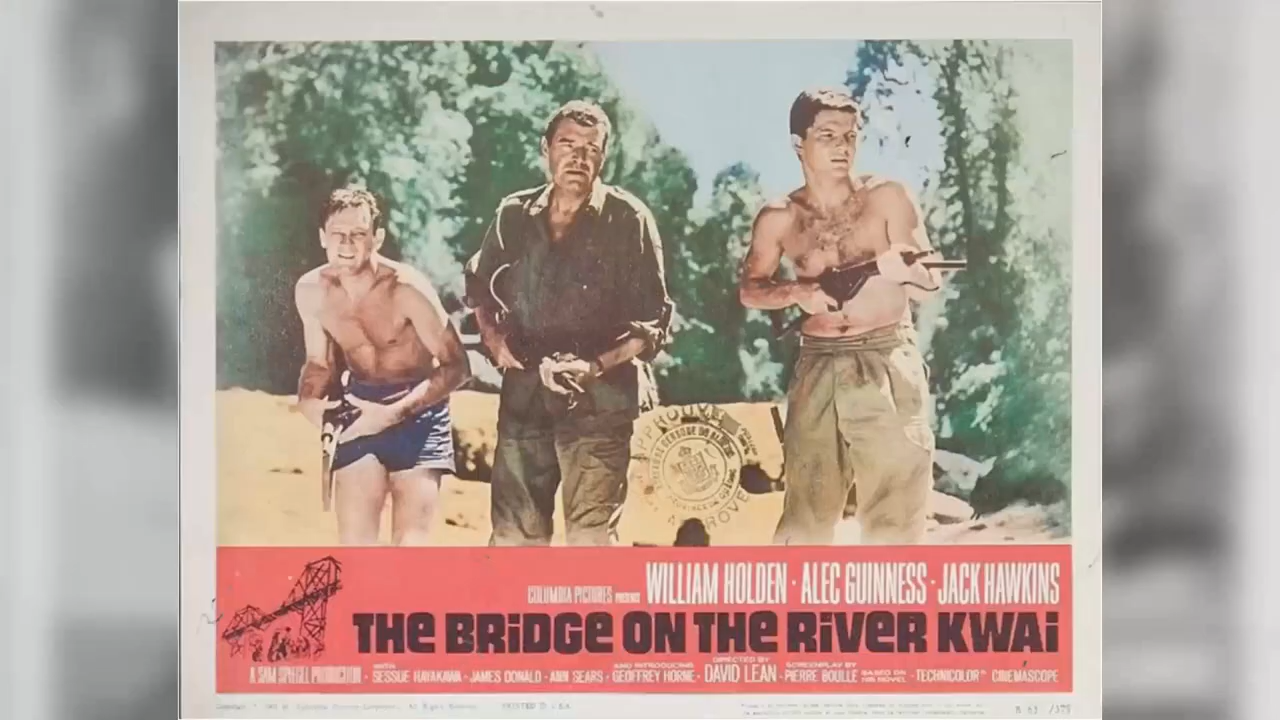 COLUMBIA PICTURES PRESENTS WILLIAM HOLDEN · ALEC GUINNESS · JACK HAWKINS
THE BRIDGE ON THE RIVER KWAI
A SAM SPIEGEL PRODUCTION · WITH SESSUE HAYAKAWA · JAMES DONALD · ANN SEARS · AND INTRODUCING GEOFFREY HORNE · DIRECTED BY DAVID LEAN · SCREENPLAY BY PIERRE BOULLE BASED ON HIS NOVEL · TECHNICOLOR® CINEMASCOPE
PRINTED IN U.S.A.